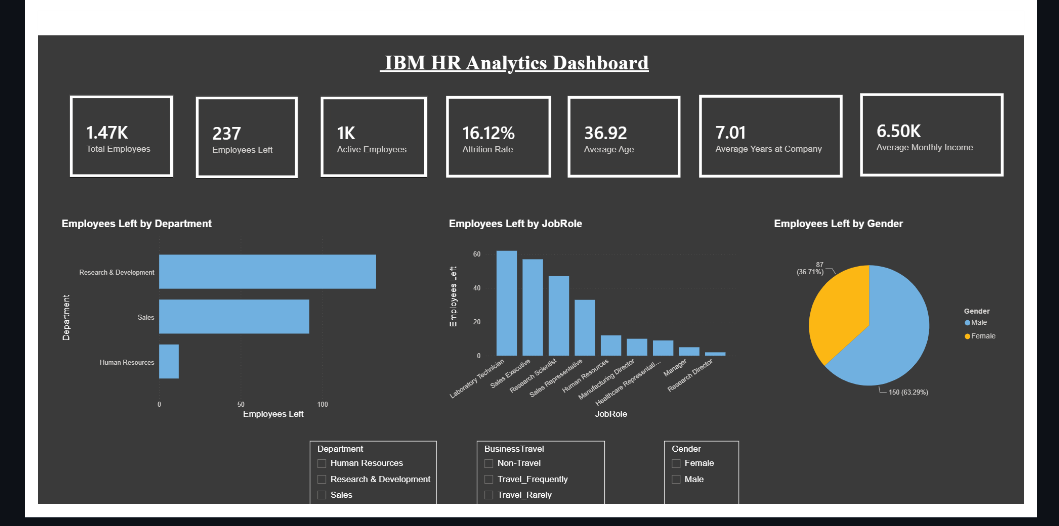 IBM HR Analytics Dashboard
1.47K
Total Employees
237
Employees Left
1K
Active Employees
16.12%
Attrition Rate
36.92
Average Age
7.01
Average Years at Company
6.50K
Average Monthly Income
Employees Left by Department
Department
Research & Development
Sales
Human Resources
0
50
100
Employees Left
Employees Left by JobRole
Employees Left
60
40
20
0
Laboratory Technician
Sales Executive
Research Scientist
Sales Representative
Human Resources
Manufacturing Director
Healthcare Representati...
Manager
Research Director
JobRole
Employees Left by Gender
87
(36.71%)
150 (63.29%)
Gender
Male
Female
Department
Human Resources
Research & Development
Sales
BusinessTravel
Non-Travel
Travel_Frequently
Travel_Rarely
Gender
Female
Male